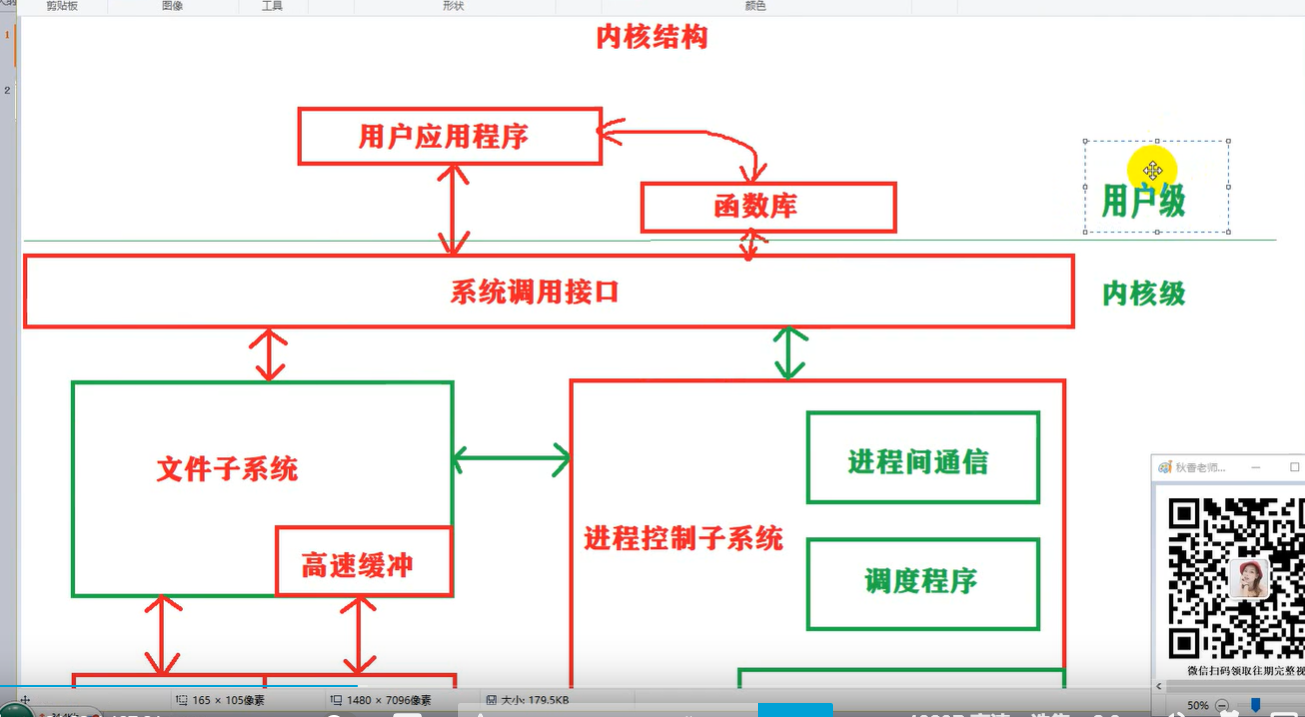 剪贴板
图像
工具
形状
颜色
1
2
内核结构
用户应用程序
函数库
用户级
系统调用接口
内核级
文件子系统
高速缓冲
进程控制子系统
进程间通信
调度程序
秋香老师...
微信扫码领取往期完整视
165 × 105像素
1480 × 7096像素
大小: 179.5KB
50%